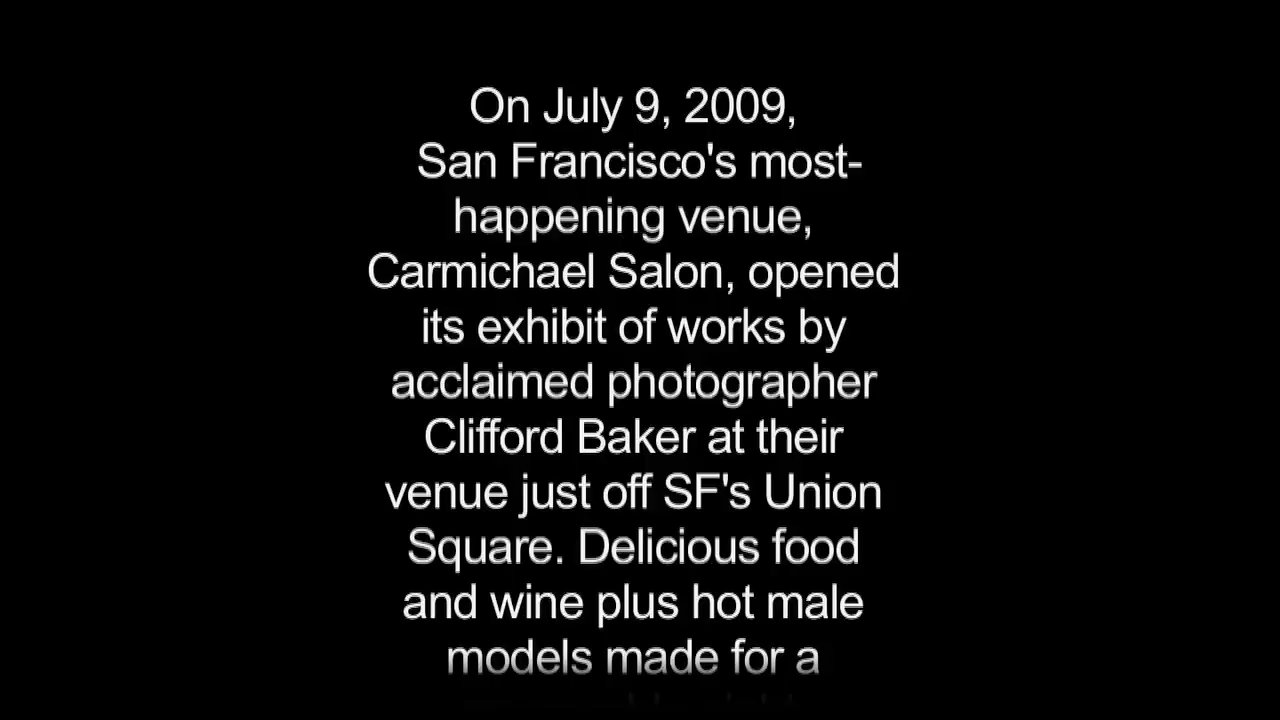 On July 9, 2009,
San Francisco's most-
happening venue,
Carmichael Salon, opened
its exhibit of works by
acclaimed photographer
Clifford Baker at their
venue just off SF's Union
Square. Delicious food
and wine plus hot male
models made for a